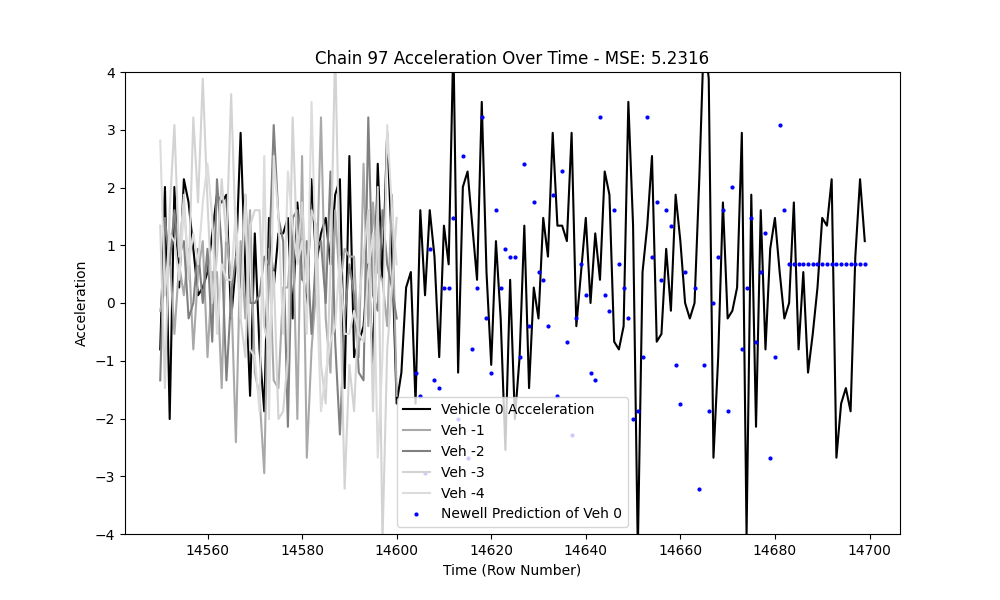 Chain 97 Acceleration Over Time - MSE: 5.2316
4
3
2
1
0
−1
−2
−3
−4
Acceleration
Vehicle 0 Acceleration
Veh -1
Veh -2
Veh -3
Veh -4
Newell Prediction of Veh 0
14560 14580 14600 14620 14640 14660 14680 14700
Time (Row Number)